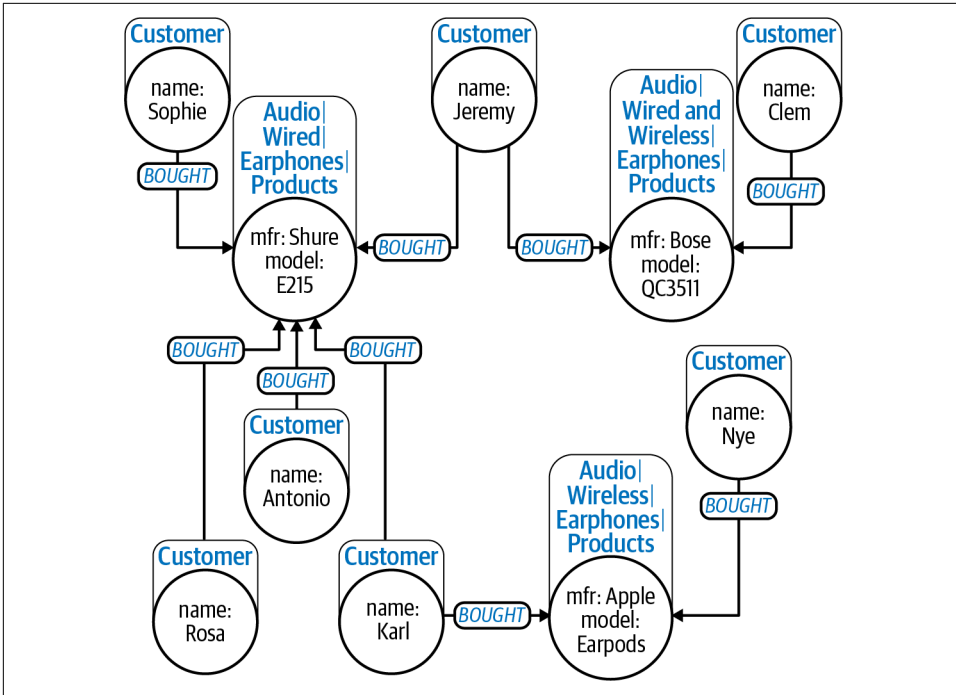 Customer
name:
Sophie
BOUGHT
Audio|
Wired|
Earphones|
Products
mfr: Shure
model:
E215
Customer
name:
Jeremy
BOUGHT
BOUGHT
Audio|
Wired and
Wireless|
Earphones|
Products
mfr: Bose
model:
QC3511
Customer
name:
Clem
BOUGHT
BOUGHT
BOUGHT
BOUGHT
Customer
name:
Antonio
Customer
name:
Rosa
Customer
name:
Karl
BOUGHT
Audio|
Wireless|
Earphones|
Products
mfr: Apple
model:
Earpods
Customer
name:
Nye
BOUGHT